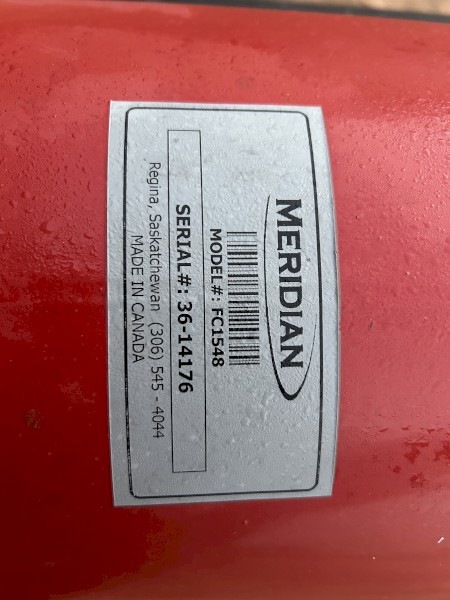 MERIDIAN
MODEL#: FC1548
SERIAL#: 36-14176
Regina, Saskatchewan (306) 545 - 4044
MADE IN CANADA